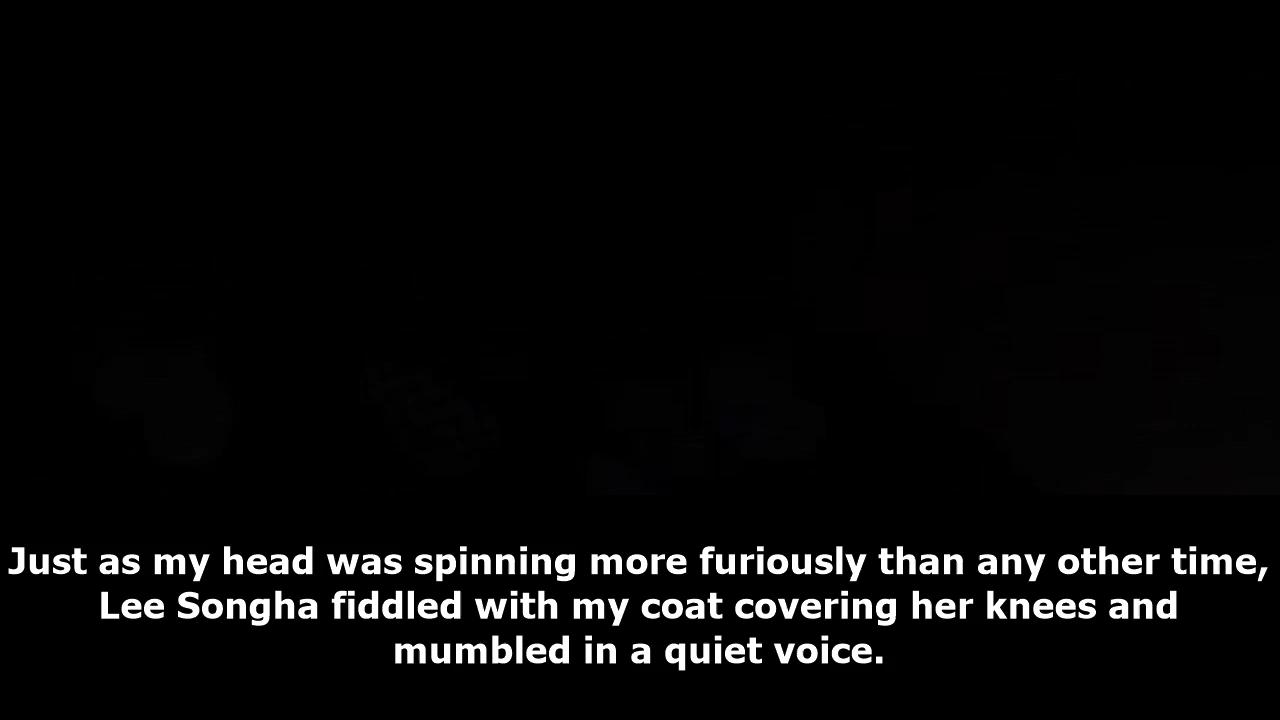 Just as my head was spinning more furiously than any other time,
Lee Songha fiddled with my coat covering her knees and
mumbled in a quiet voice.